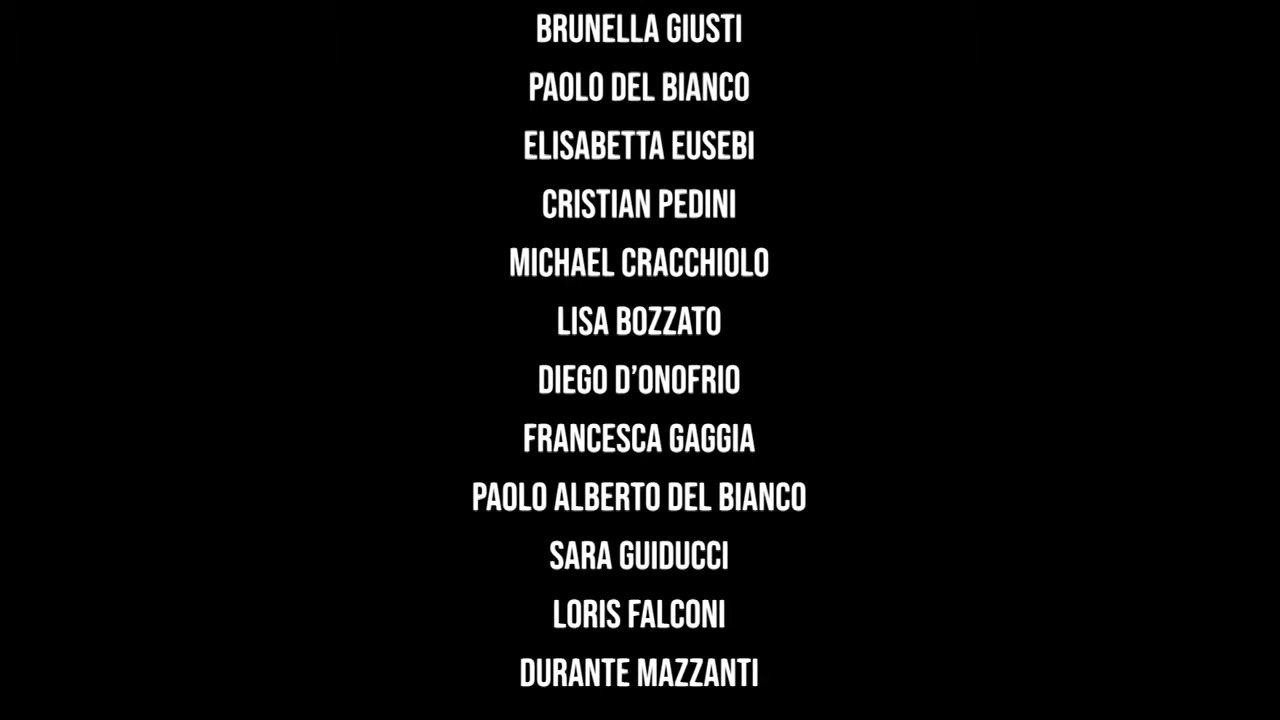 BRUNELLA GIUSTI
PAOLO DEL BIANCO
ELISABETTA EUSEBI
CRISTIAN PEDINI
MICHAEL CRACCHIOLO
LISA BOZZATO
DIEGO D’ONOFRIO
FRANCESCA GAGGIA
PAOLO ALBERTO DEL BIANCO
SARA GUIDUCCI
LORIS FALCONI
DURANTE MAZZANTI